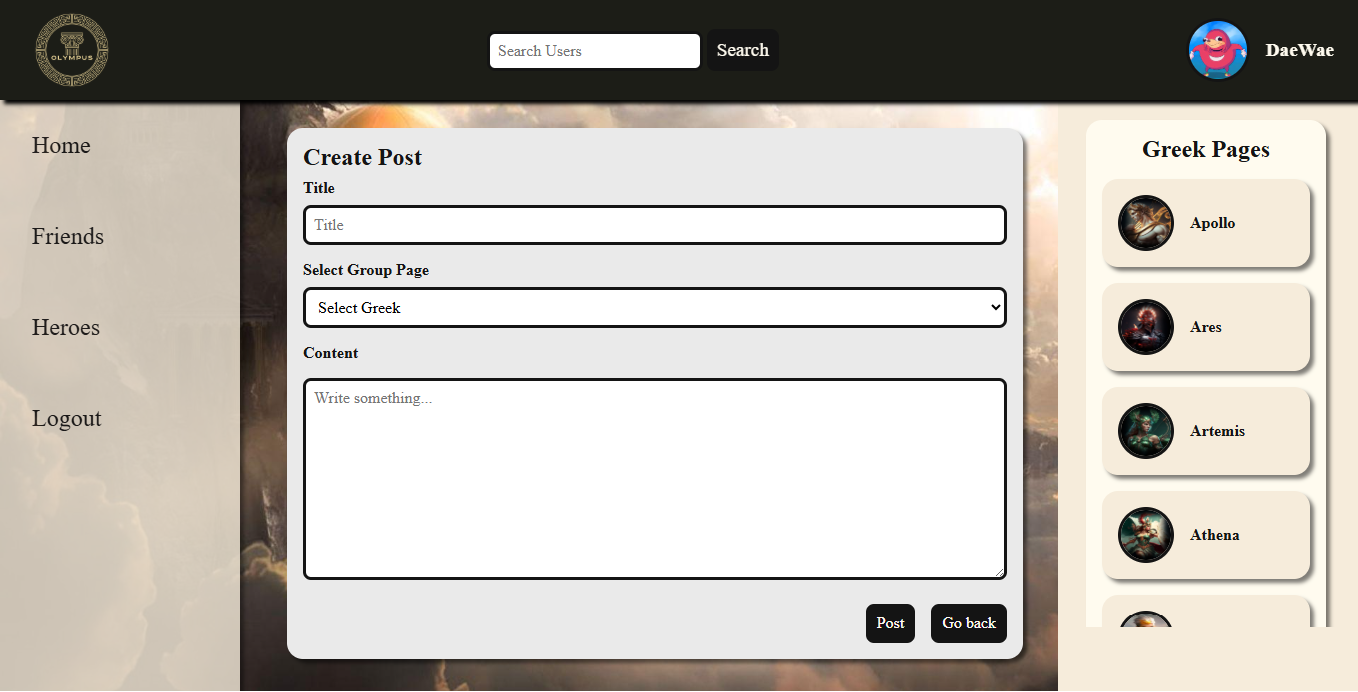 OLYMPUS
Search Users
Search
DaeWae
Home
Friends
Heroes
Logout
Create Post
Title
Title
Select Group Page
Select Greek
Content
Write something...
Post
Go back
Greek Pages
Apollo
Ares
Artemis
Athena